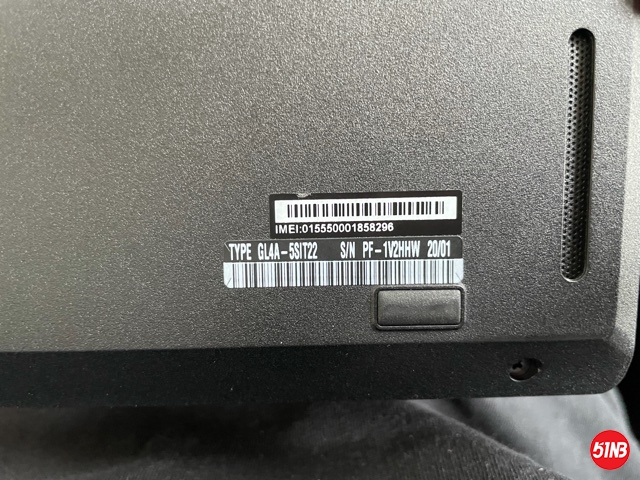 IMEI:015550001858296
TYPE GL4A-5SIT22 S/N PF-1V2HHW 20/01
51NB